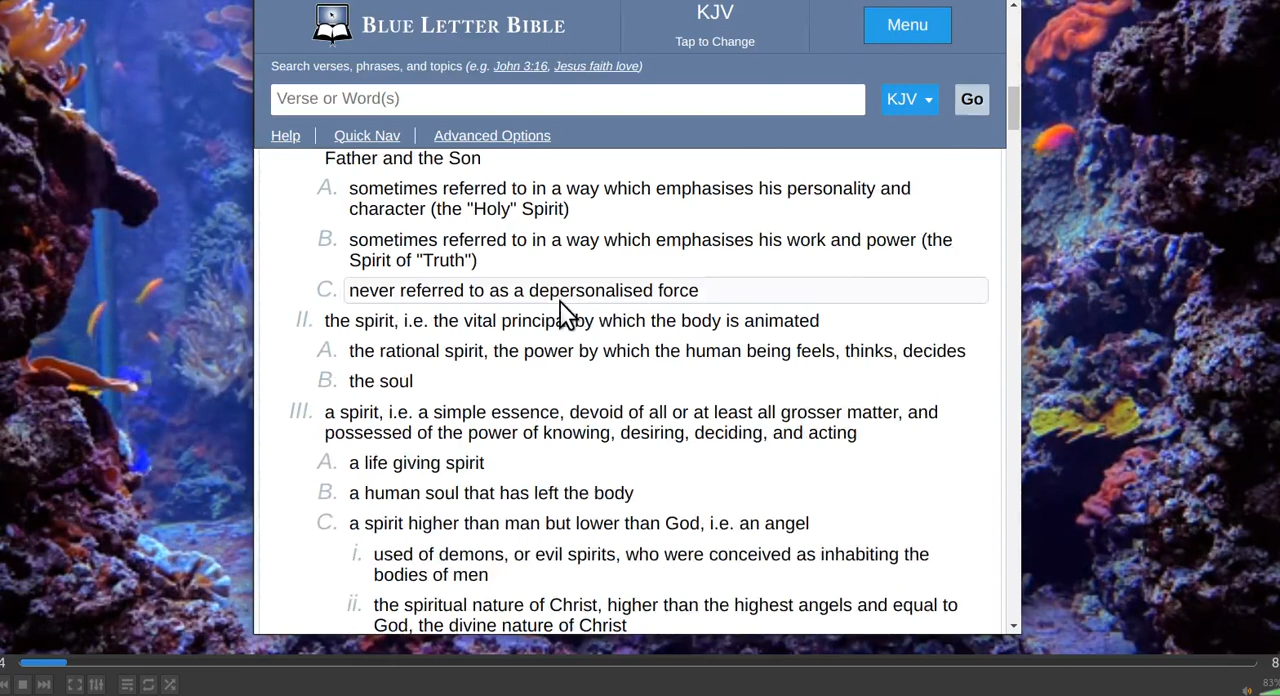 BLUE LETTER BIBLE
KJV
Tap to Change
Menu
Search verses, phrases, and topics (e.g. John 3:16, Jesus faith love)
Verse or Word(s)
KJV
Go
Help
Quick Nav
Advanced Options
Father and the Son
A. sometimes referred to in a way which emphasises his personality and
character (the "Holy" Spirit)
B. sometimes referred to in a way which emphasises his work and power (the
Spirit of "Truth")
C. never referred to as a depersonalised force
II. the spirit, i.e. the vital principal by which the body is animated
A. the rational spirit, the power by which the human being feels, thinks, decides
B. the soul
III. a spirit, i.e. a simple essence, devoid of all or at least all grosser matter, and
possessed of the power of knowing, desiring, deciding, and acting
A. a life giving spirit
B. a human soul that has left the body
C. a spirit higher than man but lower than God, i.e. an angel
i. used of demons, or evil spirits, who were conceived as inhabiting the
bodies of men
ii. the spiritual nature of Christ, higher than the highest angels and equal to
God, the divine nature of Christ
4
8
83%